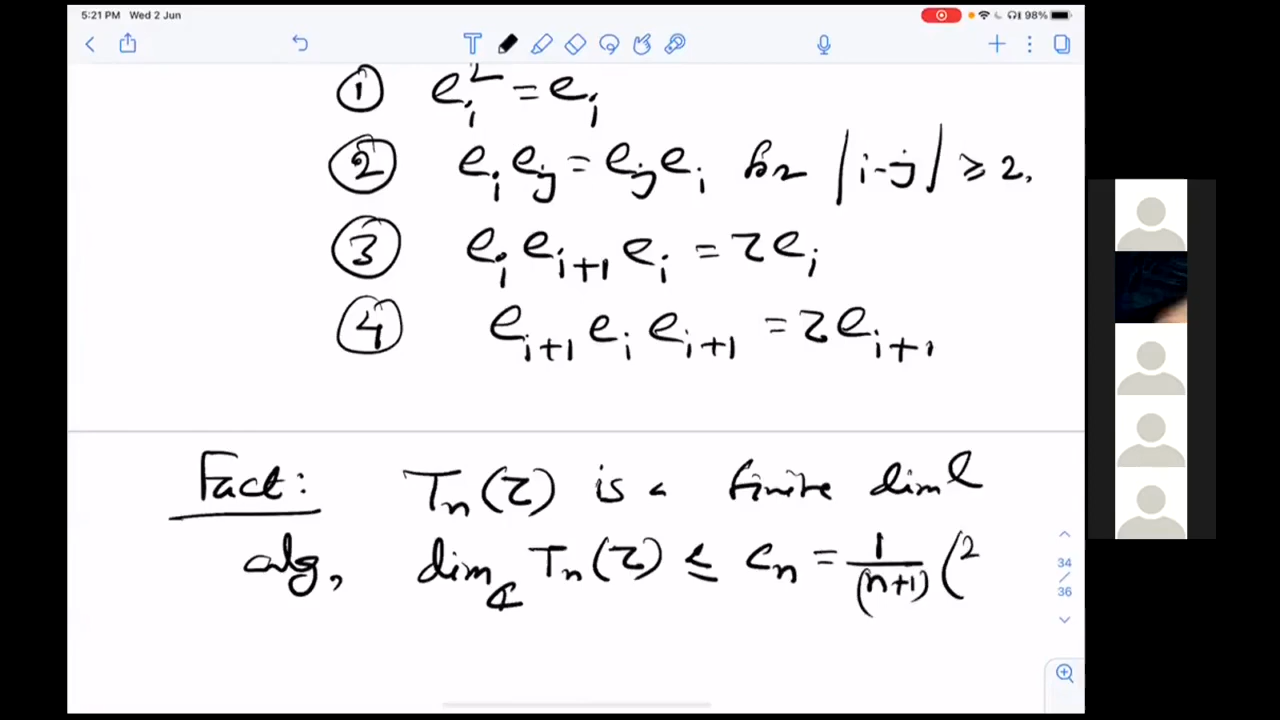 5:21 PM Wed 2 Jun
98%
① e_i^2 = e_i
② e_i e_j = e_j e_i for |i-j| ≥ 2.
③ e_i e_{i+1} e_i = τ e_i
④ e_{i+1} e_i e_{i+1} = τ e_{i+1}
Fact: T_n(τ) is a finite diml
alg, dim_ℂ T_n(τ) ≤ c_n = 1/(n+1) (2
34
/
36